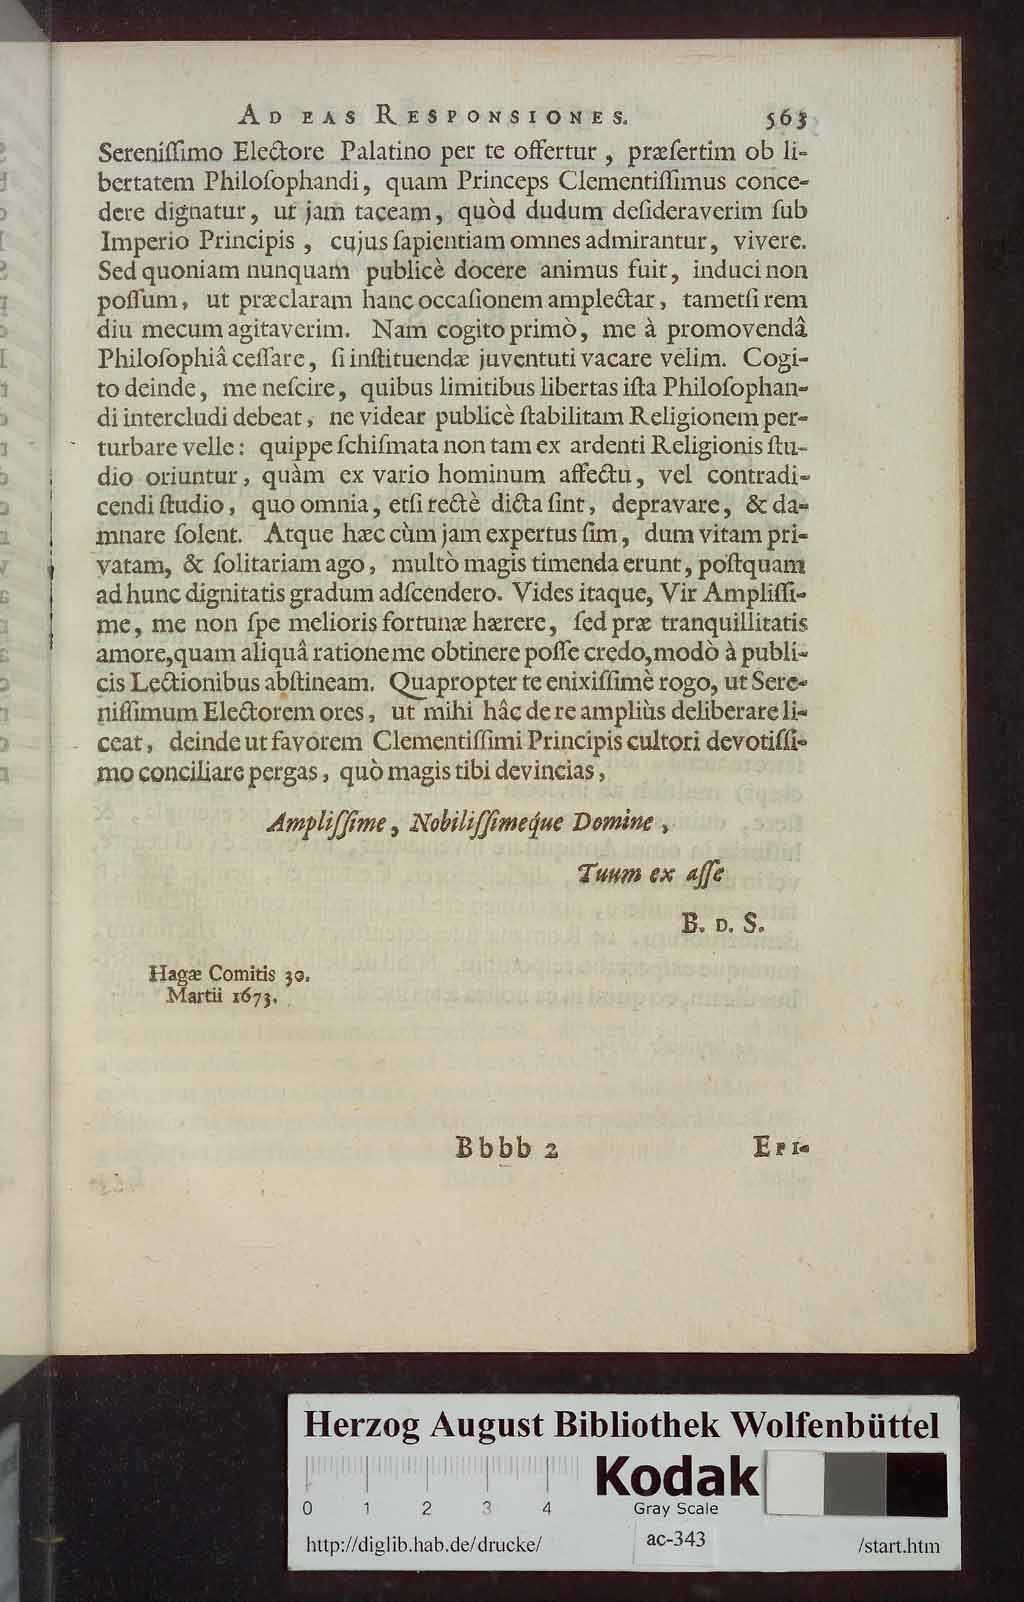 AD EAS RESPONSIONES. 563
Sereniſſimo Electore Palatino per te offertur, præſertim ob li-
bertatem Philoſophandi, quam Princeps Clementiſſimus conce-
dere dignatur, ut jam taceam, quòd dudum deſideraverim ſub
Imperio Principis, cujus ſapientiam omnes admirantur, vivere.
Sed quoniam nunquam publicè docere animus fuit, induci non
poſſum, ut præclaram hanc occaſionem amplectar, tametſi rem
diu mecum agitaverim. Nam cogito primò, me à promovendâ
Philoſophiâ ceſſare, ſi inſtituendæ juventuti vacare velim. Cogi-
to deinde, me neſcire, quibus limitibus libertas iſta Philoſophan-
di intercludi debeat, ne videar publicè ſtabilitam Religionem per-
turbare velle: quippe ſchiſmata non tam ex ardenti Religionis ſtu-
dio oriuntur, quàm ex vario hominum affectu, vel contradi-
cendi ſtudio, quo omnia, etſi rectè dicta ſint, depravare, & da-
mnare ſolent. Atque hæc cùm jam expertus ſim, dum vitam pri-
vatam, & ſolitariam ago, multò magis timenda erunt, poſtquam
ad hunc dignitatis gradum adſcendero. Vides itaque, Vir Ampliſſi-
me, me non ſpe melioris fortunæ hærere, ſed præ tranquillitatis
amore, quam aliquâ ratione me obtinere poſſe credo, modò à publi-
cis Lectionibus abſtineam. Quapropter te enixiſſimè rogo, ut Sere-
niſſimum Electorem ores, ut mihi hâc de re ampliùs deliberare li-
ceat, deinde ut favorem Clementiſſimi Principis cultori devotiſſi-
mo conciliare pergas, quò magis tibi devincias,
Ampliſſime, Nobiliſſimeque Domine,
Tuum ex aſſe
B. D. S.
Hagæ Comitis 30.
Martii 1673.
Bbbb 2 EPI-
Herzog August Bibliothek Wolfenbüttel
Kodak
0 1 2 3 4 Gray Scale
http://diglib.hab.de/drucke/ ac-343 /start.htm